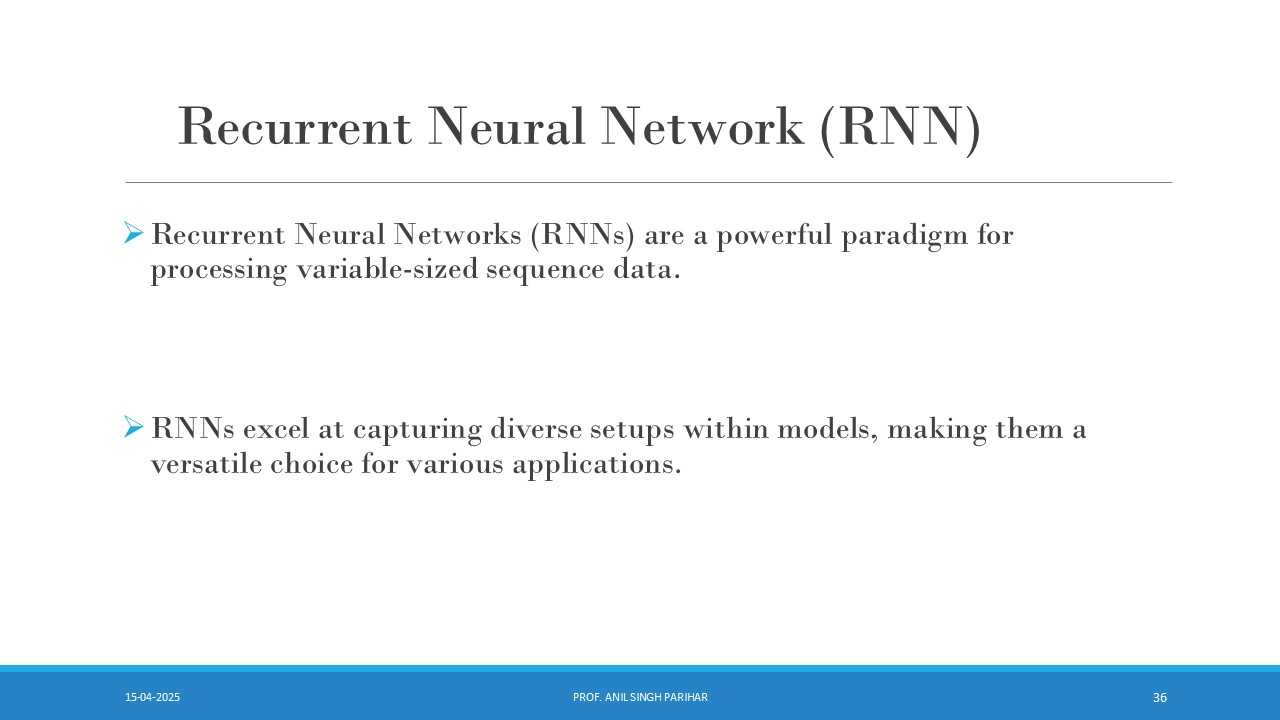 Recurrent Neural Network (RNN)
Recurrent Neural Networks (RNNs) are a powerful paradigm for
processing variable-sized sequence data.
RNNs excel at capturing diverse setups within models, making them a
versatile choice for various applications.
15-04-2025
PROF. ANIL SINGH PARIHAR
36